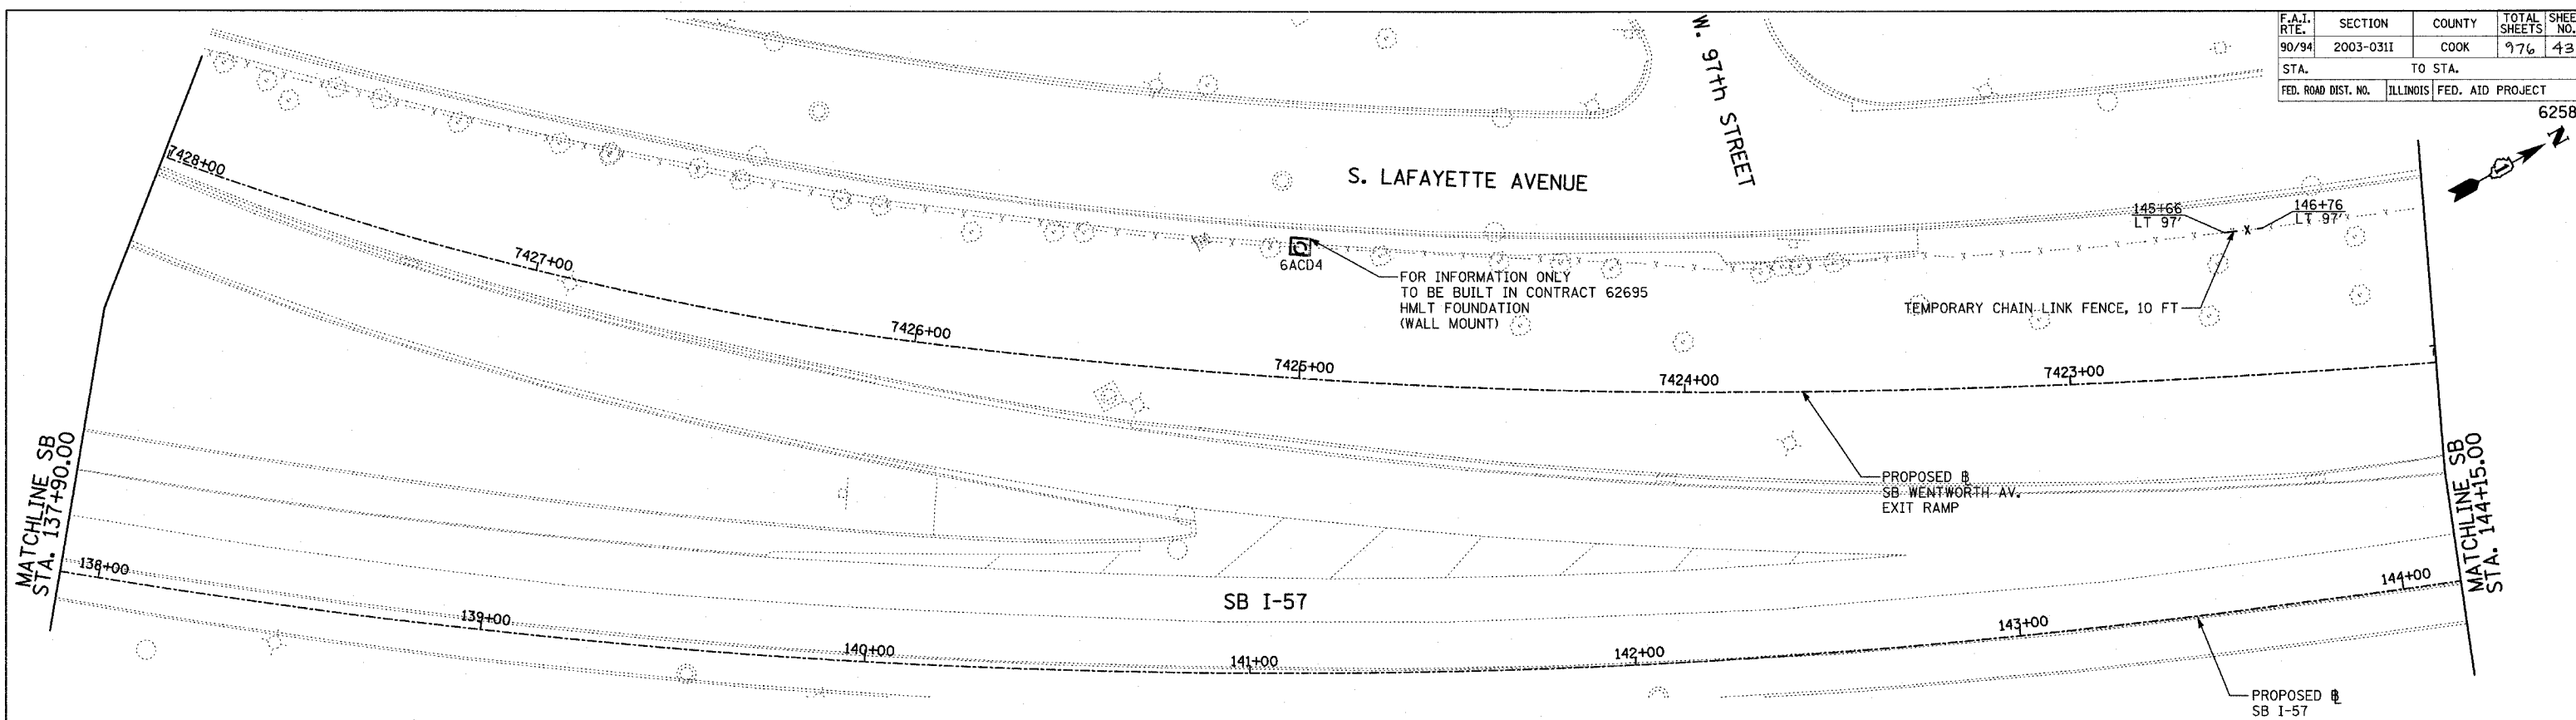 F.A.I. RTE. SECTION COUNTY TOTAL SHEETS
90/94 2003-031I COOK 976 43
STA. TO STA.
FED. ROAD DIST. NO. ILLINOIS FED. AID PROJECT
6258
N
W. 97th STREET
S. LAFAYETTE AVENUE
7428+00
7427+00
7426+00
7425+00
7424+00
7423+00
145+66
LT 97'
146+76
LT 97'
6ACD4
FOR INFORMATION ONLY
TO BE BUILT IN CONTRACT 62695
HMLT FOUNDATION
(WALL MOUNT)
TEMPORARY CHAIN LINK FENCE, 10 FT
PROPOSED ℄
SB WENTWORTH AV.
EXIT RAMP
MATCHLINE SB
STA. 137+90.00
MATCHLINE SB
STA. 144+15.00
SB I-57
138+00
139+00
140+00
141+00
142+00
143+00
144+00
PROPOSED ℄
SB I-57